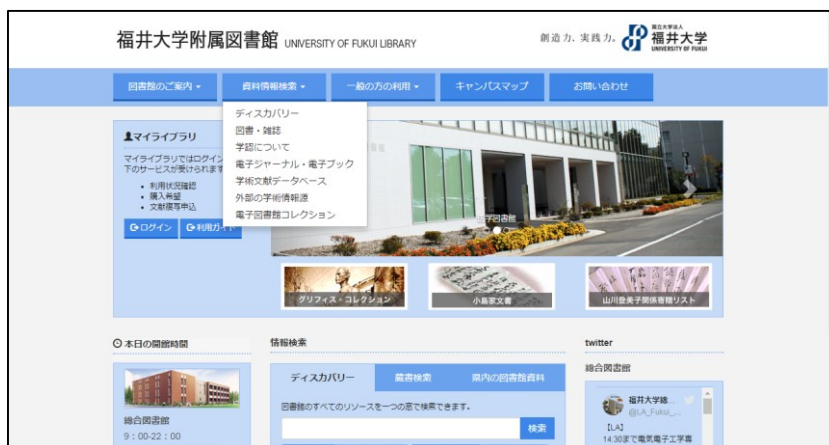 福井大学附属図書館 UNIVERSITY OF FUKUI LIBRARY
創造力、実践力。
国立大学法人
福井大学
UNIVERSITY OF FUKUI
図書館のご案内
資料情報検索
一般の方の利用
キャンパスマップ
お問い合わせ
ディスカバリー
図書・雑誌
学認について
電子ジャーナル・電子ブック
学術文献データベース
外部の学術情報源
電子図書館コレクション
マイライブラリ
マイライブラリではログイン
下のサービスが受けられます
利用状況確認
購入希望
文献複写申込
ログイン
利用ガイド
医学図書館
グリフィス・コレクション
小島家文書
山川登美子関係寄贈リスト
本日の開館時間
情報検索
twitter
総合図書館
ディスカバリー
蔵書検索
県内の図書館資料
図書館のすべてのリソースを一つの窓で検索できます。
検索
総合図書館
9：00-22：00
福井大学総...
@LA_Fukui_...
【LA】
14:30まで電気電子工学専